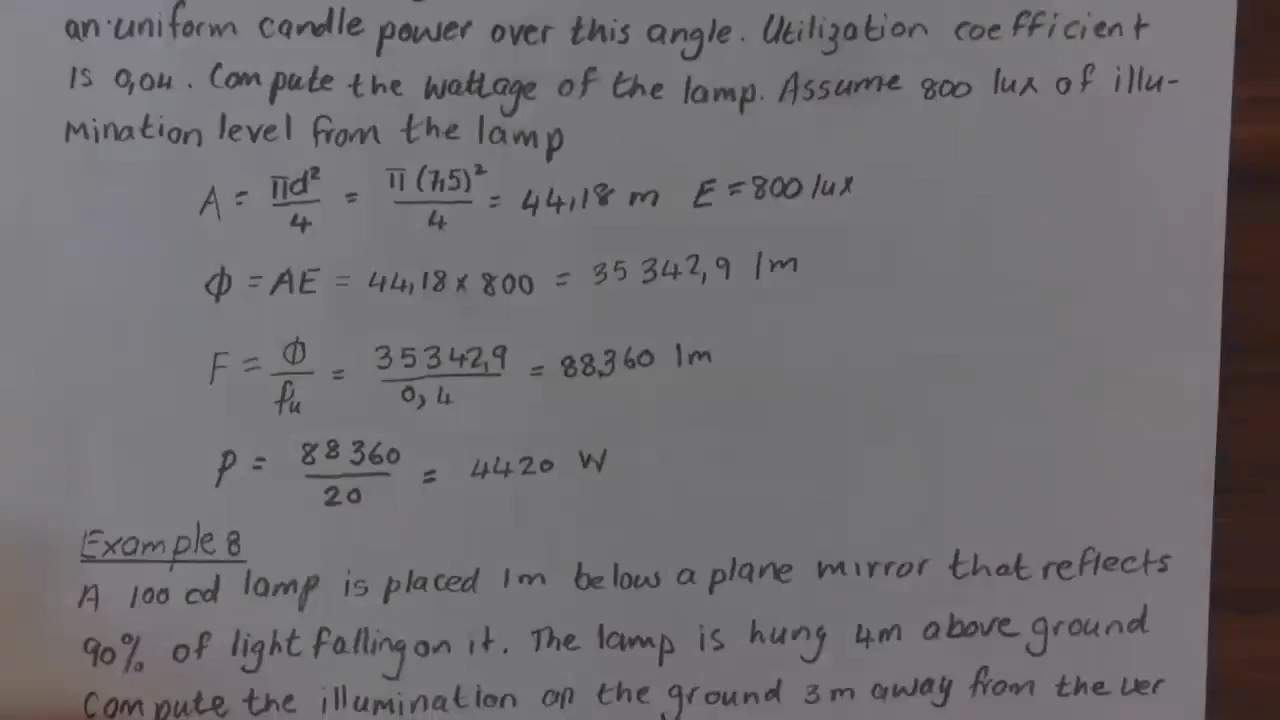 an uniform candle power over this angle. Utilization coefficient
is 0,04. Compute the wattage of the lamp. Assume 800 lux of illu-
mination level from the lamp
A = πd²/4 = π(7,5)²/4 = 44,18 m E = 800 lux
Φ = AE = 44,18 x 800 = 35 342,9 lm
F = Φ/fu = 35342,9/0,4 = 88360 lm
P = 88360/20 = 4420 W
Example 8
A 100 cd lamp is placed 1m below a plane mirror that reflects
90% of light falling on it. The lamp is hung 4m above ground
Compute the illumination on the ground 3m away from the ver